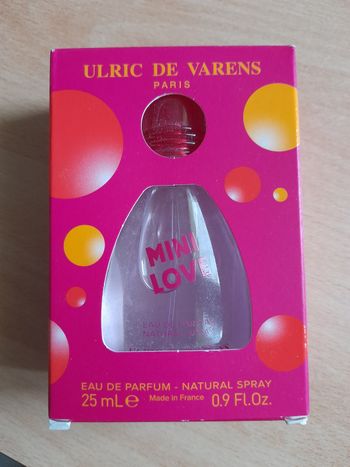 ULRIC DE VARENS
PARIS
MINI
LOVE
EAU DE PARFUM - NATURAL SPRAY
25 mL℮ Made in France 0.9 Fl.Oz.